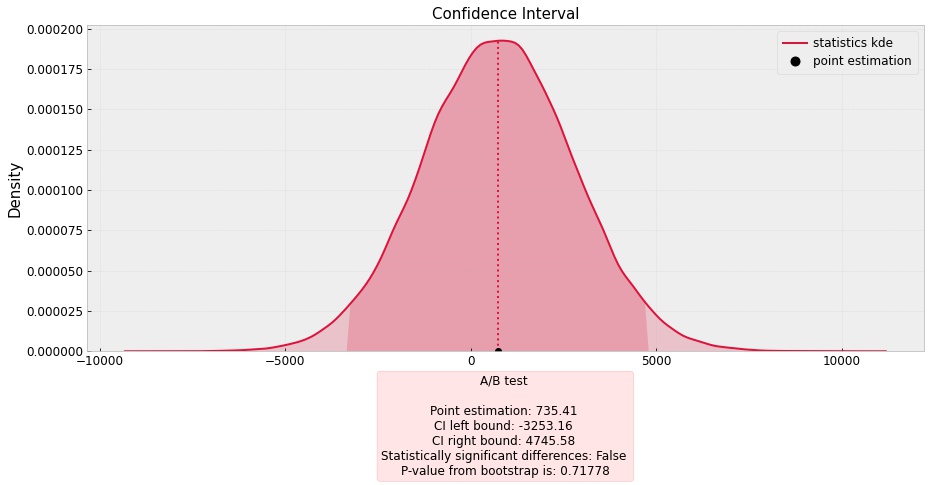 Confidence Interval
0.000200
0.000175
0.000150
0.000125
0.000100
0.000075
0.000050
0.000025
0.000000
Density
statistics kde
point estimation
−10000 −5000 0 5000 10000
A/B test
Point estimation: 735.41
CI left bound: -3253.16
CI right bound: 4745.58
Statistically significant differences: False
P-value from bootstrap is: 0.71778